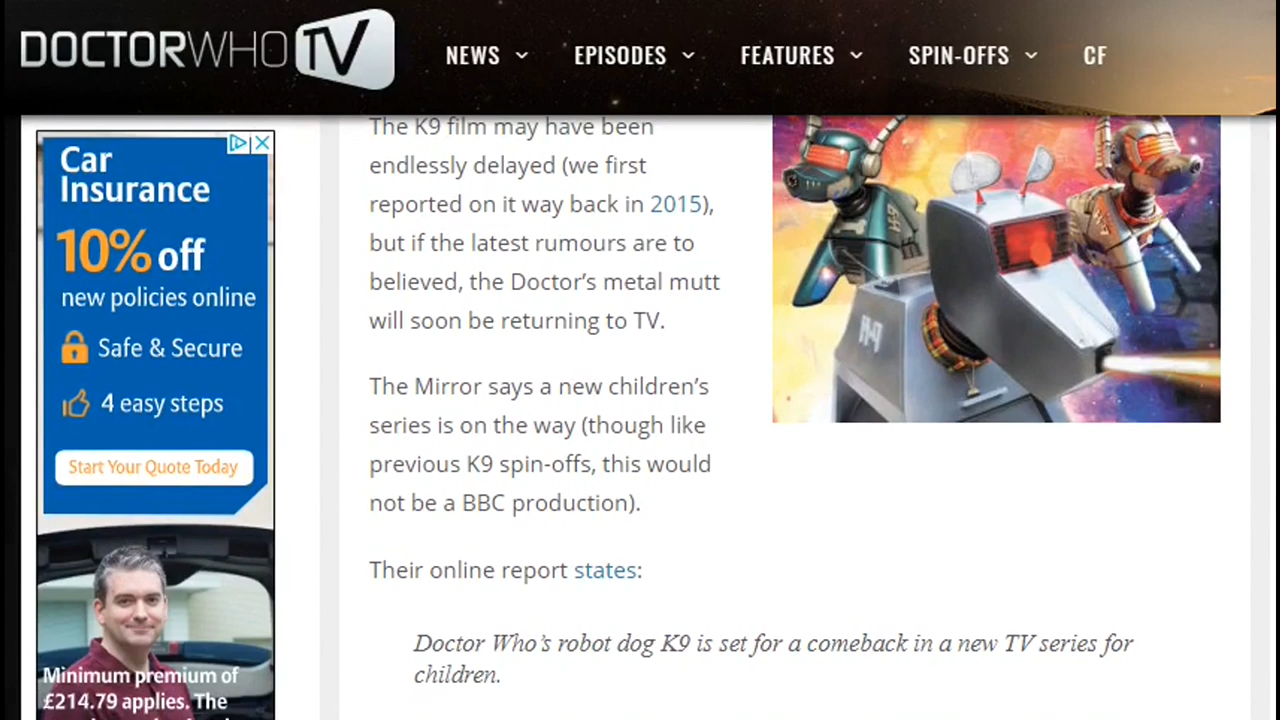 DOCTORWHO TV
NEWS EPISODES FEATURES SPIN-OFFS CF
Car
Insurance
10% off
new policies online
Safe & Secure
4 easy steps
Start Your Quote Today
Minimum premium of
£214.79 applies. The
The K9 film may have been
endlessly delayed (we first
reported on it way back in 2015),
but if the latest rumours are to
believed, the Doctor's metal mutt
will soon be returning to TV.
The Mirror says a new children's
series is on the way (though like
previous K9 spin-offs, this would
not be a BBC production).
Their online report states:
Doctor Who's robot dog K9 is set for a comeback in a new TV series for
children.